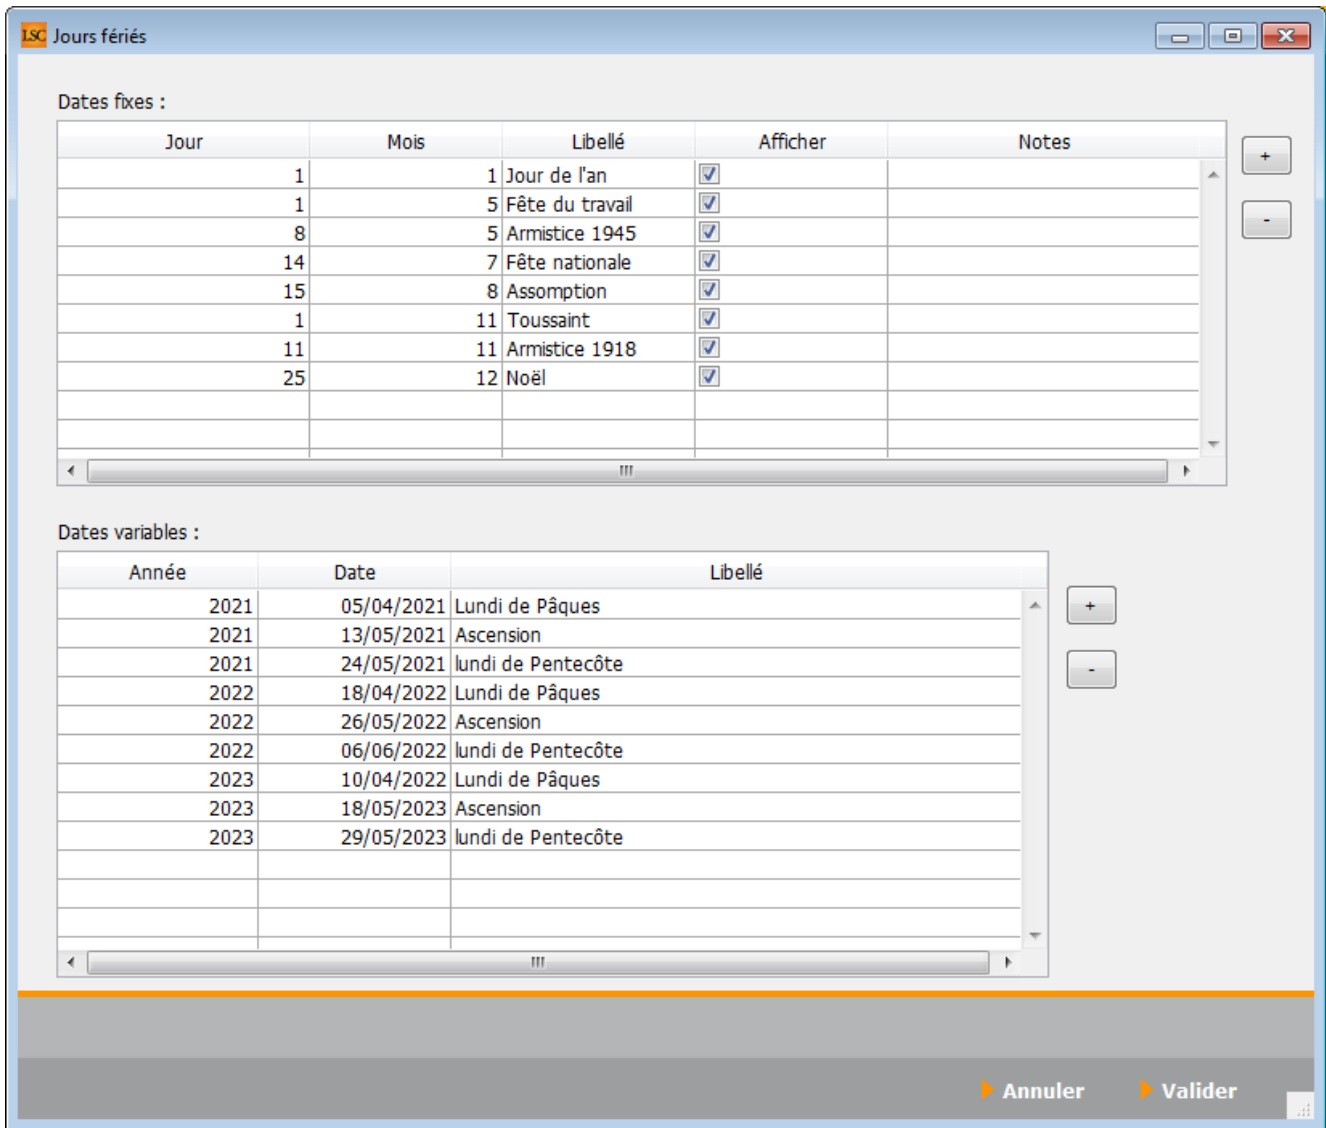 LSC Jours fériés
Dates fixes :
Jour Mois Libellé Afficher Notes
1 1 Jour de l'an
1 5 Fête du travail
8 5 Armistice 1945
14 7 Fête nationale
15 8 Assomption
1 11 Toussaint
11 11 Armistice 1918
25 12 Noël
+
-
Dates variables :
Année Date Libellé
2021 05/04/2021 Lundi de Pâques
2021 13/05/2021 Ascension
2021 24/05/2021 lundi de Pentecôte
2022 18/04/2022 Lundi de Pâques
2022 26/05/2022 Ascension
2022 06/06/2022 lundi de Pentecôte
2023 10/04/2022 Lundi de Pâques
2023 18/05/2023 Ascension
2023 29/05/2023 lundi de Pentecôte
+
-
Annuler Valider